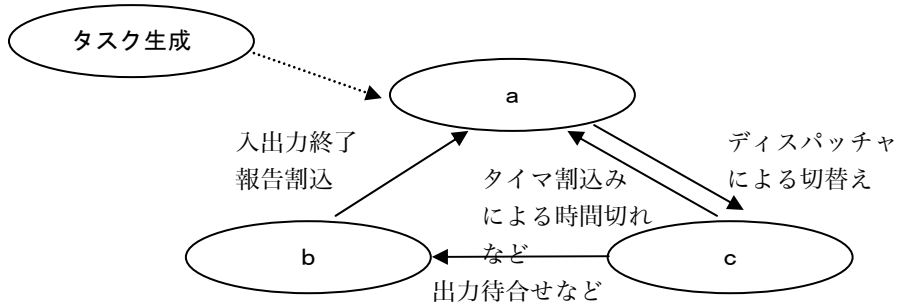 タスク生成
a
入出力終了
報告割込
タイマ割込み
による時間切れ
など
ディスパッチャ
による切替え
b
c
出力待合せなど